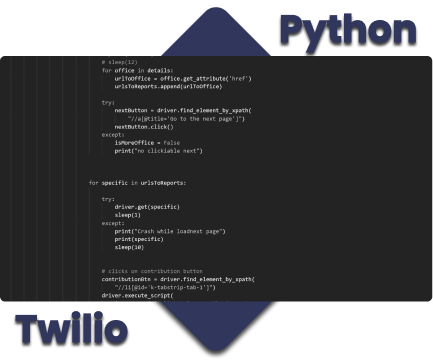 Python
# sleep(12)
for office in details:
urlToOffice = office.get_attribute('href')
urlsToReports.append(urlToOffice)
try:
nextButton = driver.find_element_by_xpath(
"//a[@title='Go to the next page']")
nextButton.click()
except:
isMoreOffice = False
print("no clickiable next")
for specific in urlsToReports:
try:
driver.get(specific)
sleep(1)
except:
print("Crash while loadnext page")
print(specific)
sleep(10)
# clicks on contribution button
contributionBtn = driver.find_element_by_xpath(
"//li[@id='k-tabstrip-tab-1']")
driver.execute_script(
Twilio